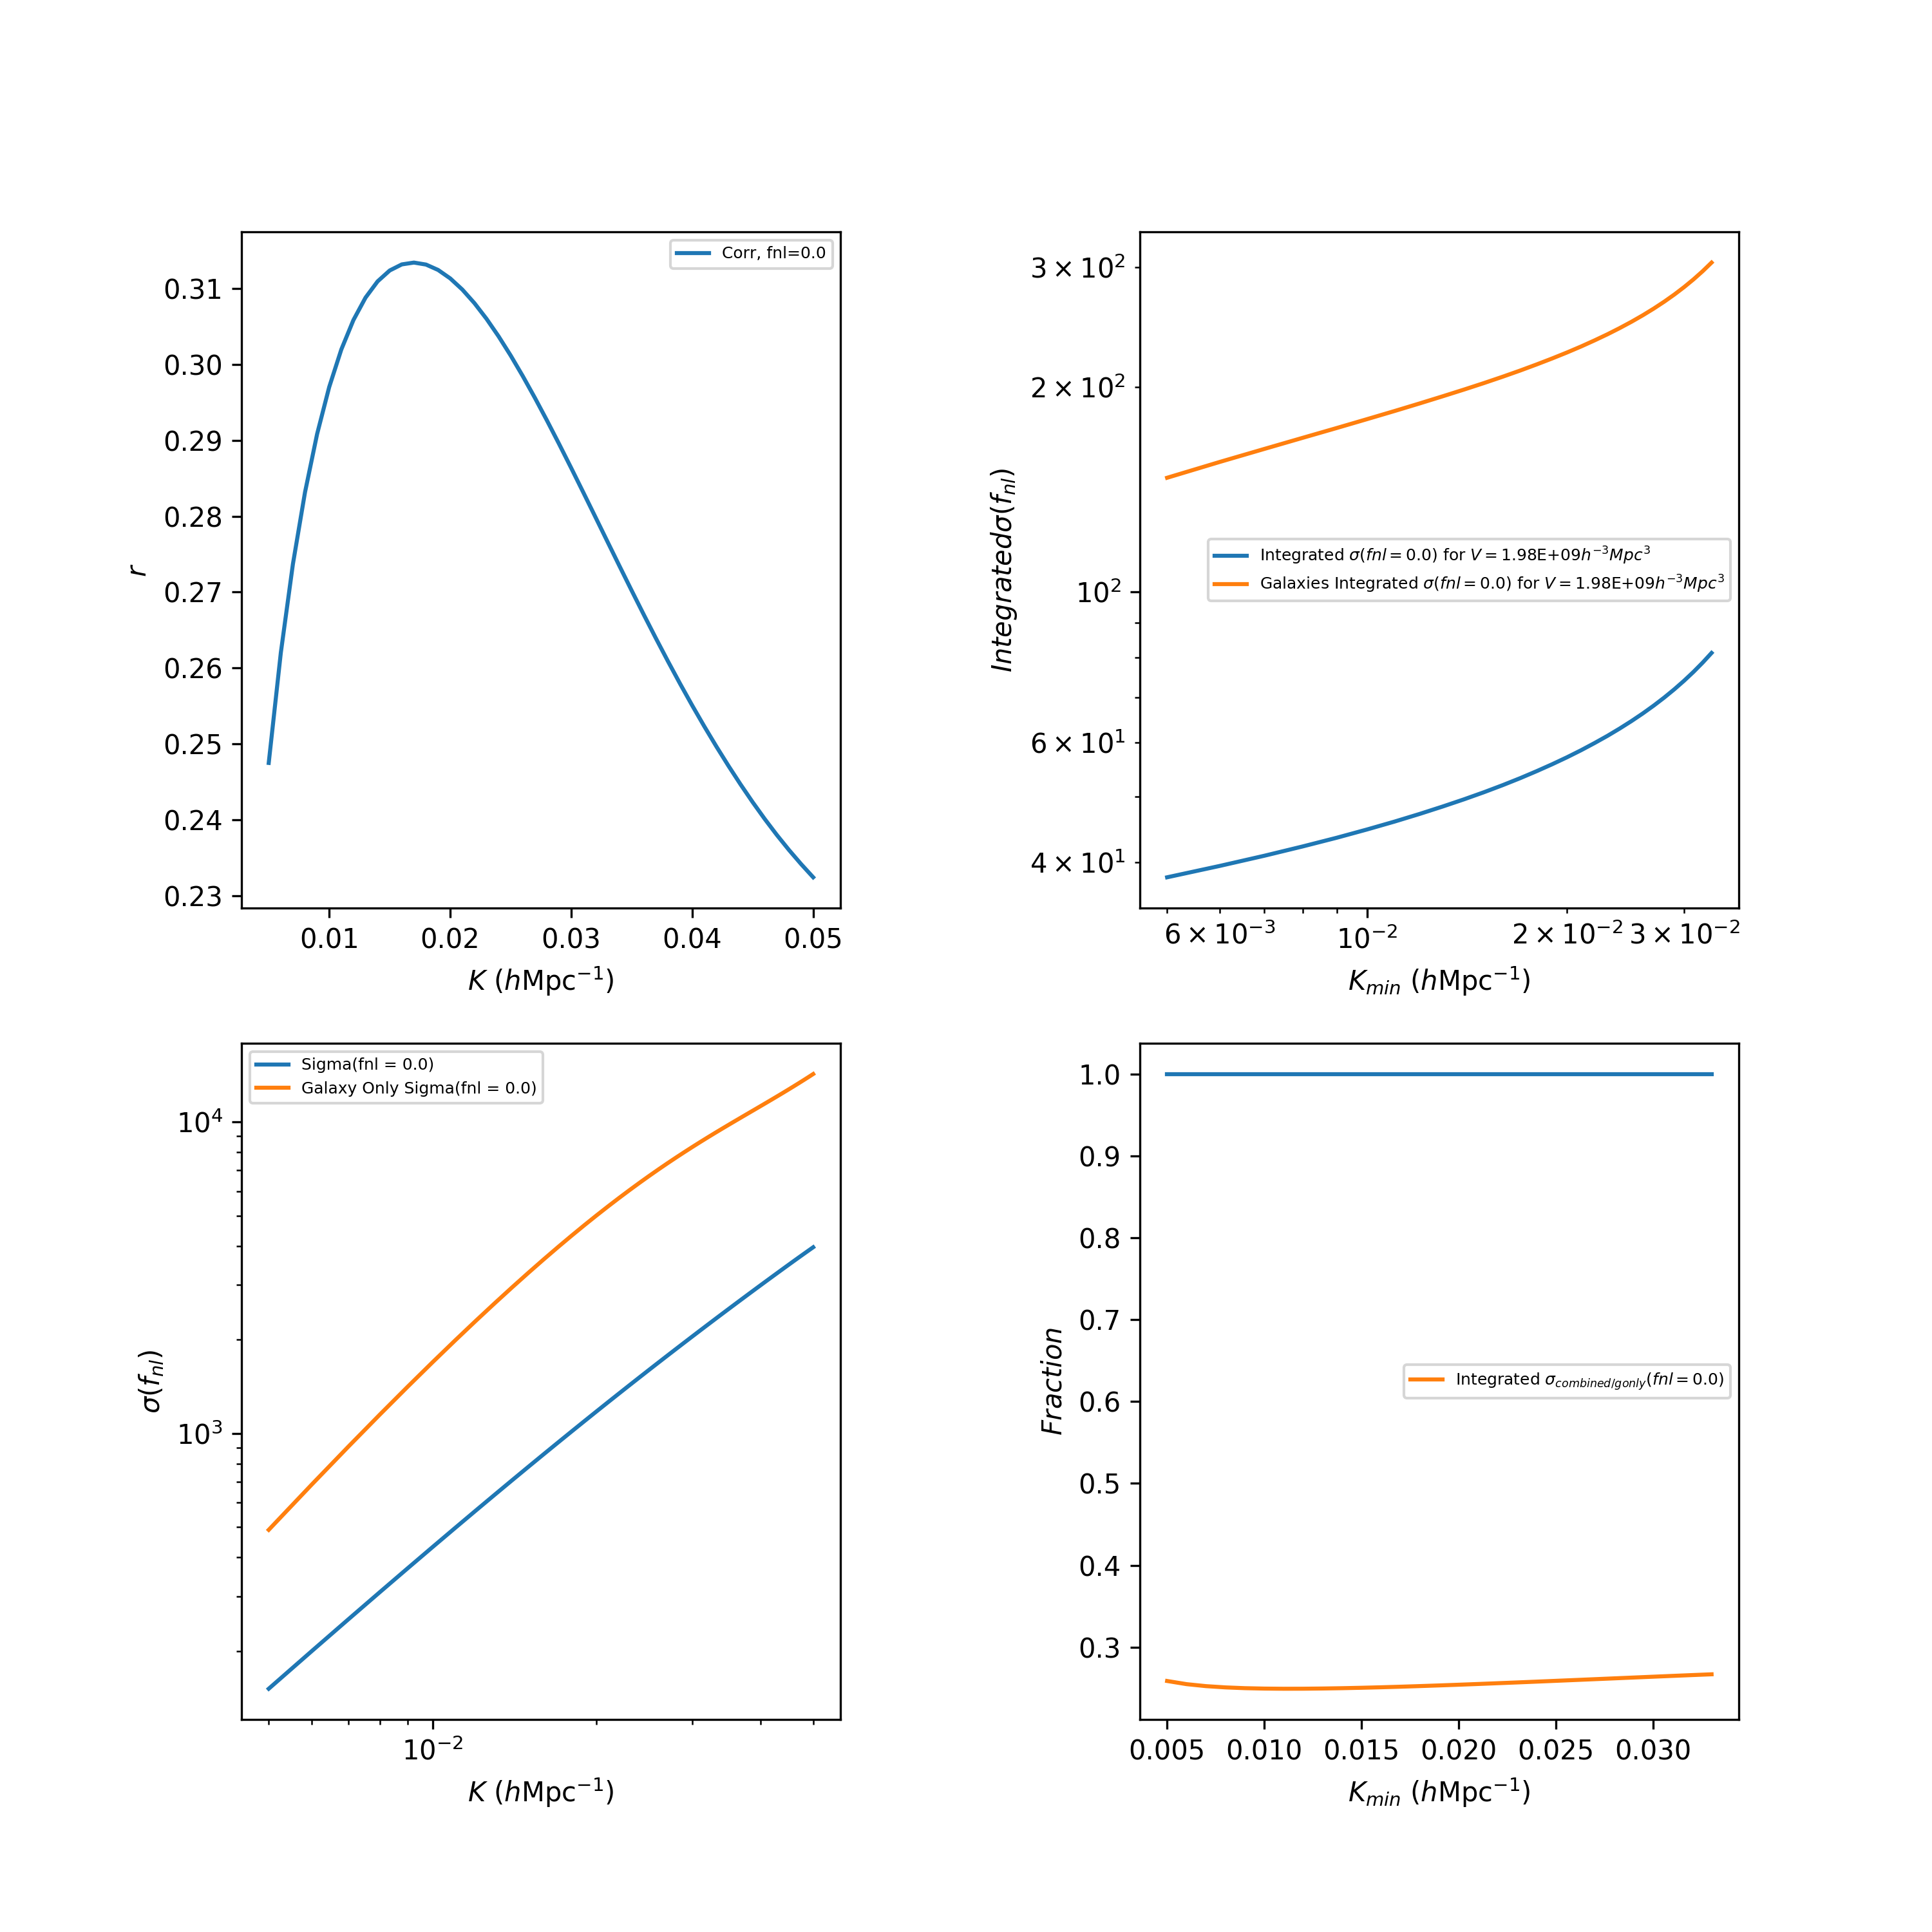 Corr, fnl=0.0
0.31
0.30
0.29
0.28
0.27
0.26
0.25
0.24
0.23
r
0.01 0.02 0.03 0.04 0.05
K (hMpc⁻¹)
3 × 10²
2 × 10²
10²
6 × 10¹
4 × 10¹
Integratedσ(fₙₗ)
Integrated σ(fnl = 0.0) for V = 1.98E+09h⁻³Mpc³
Galaxies Integrated σ(fnl = 0.0) for V = 1.98E+09h⁻³Mpc³
6 × 10⁻³ 10⁻² 2 × 10⁻² 3 × 10⁻²
Kₘᵢₙ (hMpc⁻¹)
Sigma(fnl = 0.0)
Galaxy Only Sigma(fnl = 0.0)
10⁴
10³
σ(fₙₗ)
10⁻²
K (hMpc⁻¹)
1.0
0.9
0.8
0.7
0.6
0.5
0.4
0.3
Fraction
Integrated σ_combined/gonly(fnl = 0.0)
0.005 0.010 0.015 0.020 0.025 0.030
Kₘᵢₙ (hMpc⁻¹)